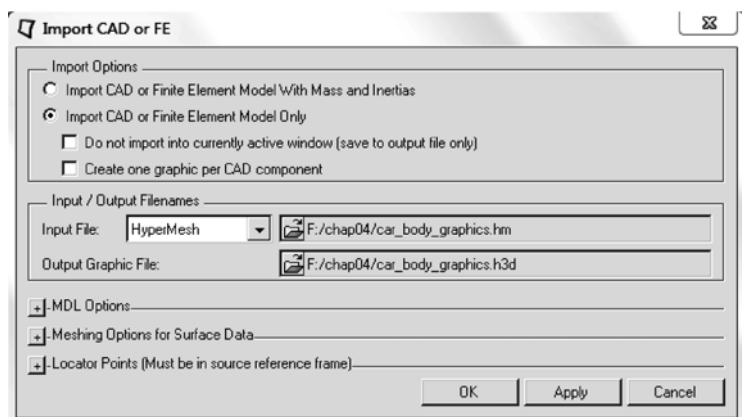 Import CAD or FE
Import Options
Import CAD or Finite Element Model With Mass and Inertias
Import CAD or Finite Element Model Only
Do not import into currently active window (save to output file only)
Create one graphic per CAD component
Input / Output Filenames
Input File: HyperMesh F:/chap04/car_body_graphics.hm
Output Graphic File: F:/chap04/car_body_graphics.h3d
MDL Options
Meshing Options for Surface Data
Locator Points (Must be in source reference frame)
OK Apply Cancel